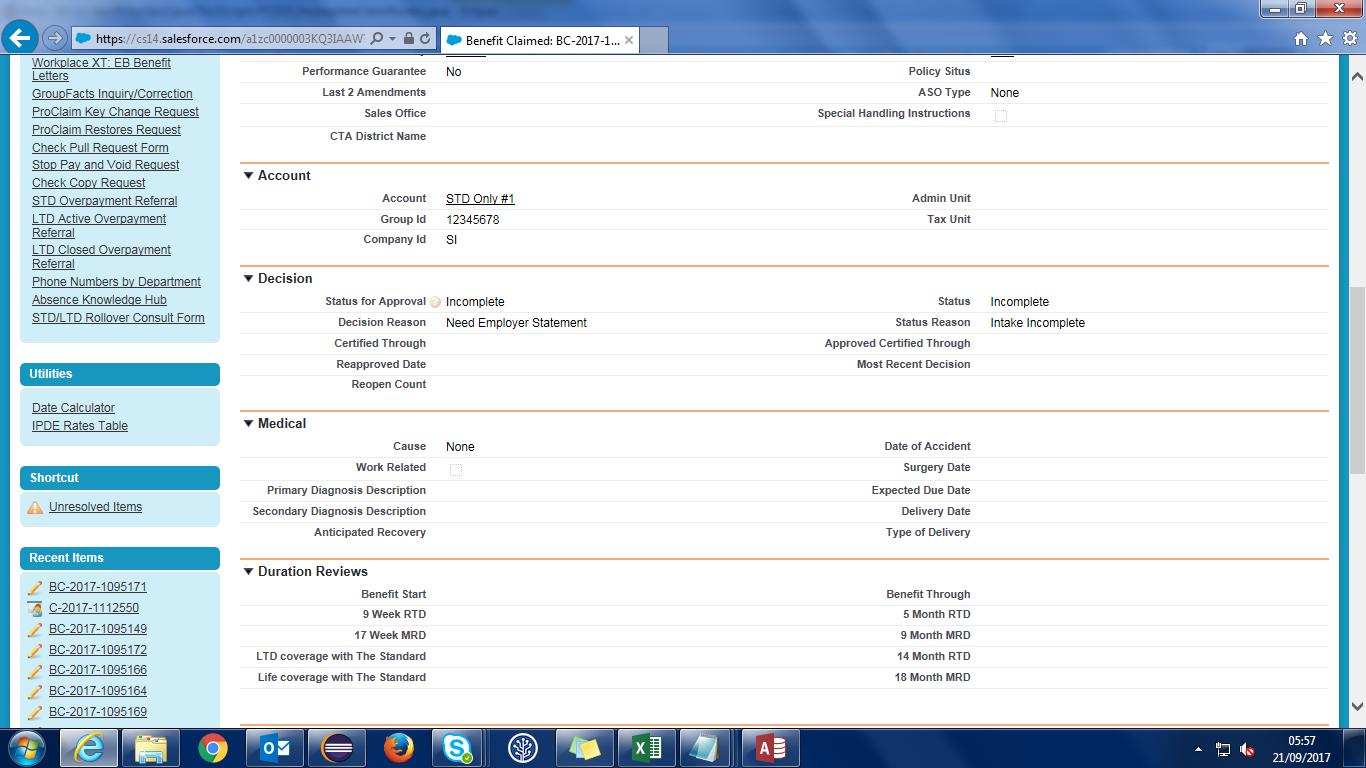 https://cs14.salesforce.com/a1zc0000003KQ3IAAW
Benefit Claimed: BC-2017-1...
Workplace XT: EB Benefit
Letters
GroupFacts Inquiry/Correction
ProClaim Key Change Request
ProClaim Restores Request
Check Pull Request Form
Stop Pay and Void Request
Check Copy Request
STD Overpayment Referral
LTD Active Overpayment
Referral
LTD Closed Overpayment
Referral
Phone Numbers by Department
Absence Knowledge Hub
STD/LTD Rollover Consult Form
Utilities
Date Calculator
IPDE Rates Table
Shortcut
Unresolved Items
Recent Items
BC-2017-1095171
C-2017-1112550
BC-2017-1095149
BC-2017-1095172
BC-2017-1095166
BC-2017-1095164
BC-2017-1095169
Performance Guarantee No Policy Situs
Last 2 Amendments ASO Type None
Sales Office Special Handling Instructions
CTA District Name
Account
Account STD Only #1 Admin Unit
Group Id 12345678 Tax Unit
Company Id SI
Decision
Status for Approval Incomplete Status Incomplete
Decision Reason Need Employer Statement Status Reason Intake Incomplete
Certified Through Approved Certified Through
Reapproved Date Most Recent Decision
Reopen Count
Medical
Cause None Date of Accident
Work Related Surgery Date
Primary Diagnosis Description Expected Due Date
Secondary Diagnosis Description Delivery Date
Anticipated Recovery Type of Delivery
Duration Reviews
Benefit Start Benefit Through
9 Week RTD 5 Month RTD
17 Week MRD 9 Month MRD
LTD coverage with The Standard 14 Month RTD
Life coverage with The Standard 18 Month MRD
05:57
21/09/2017